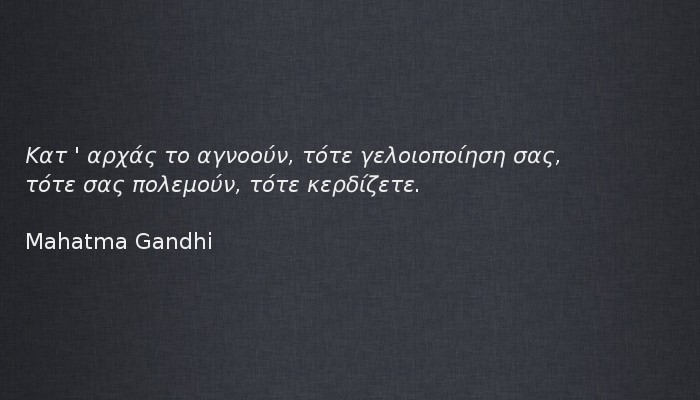 Κατ ' αρχάς το αγνοούν, τότε γελοιοποίηση σας,
τότε σας πολεμούν, τότε κερδίζετε.
Mahatma Gandhi